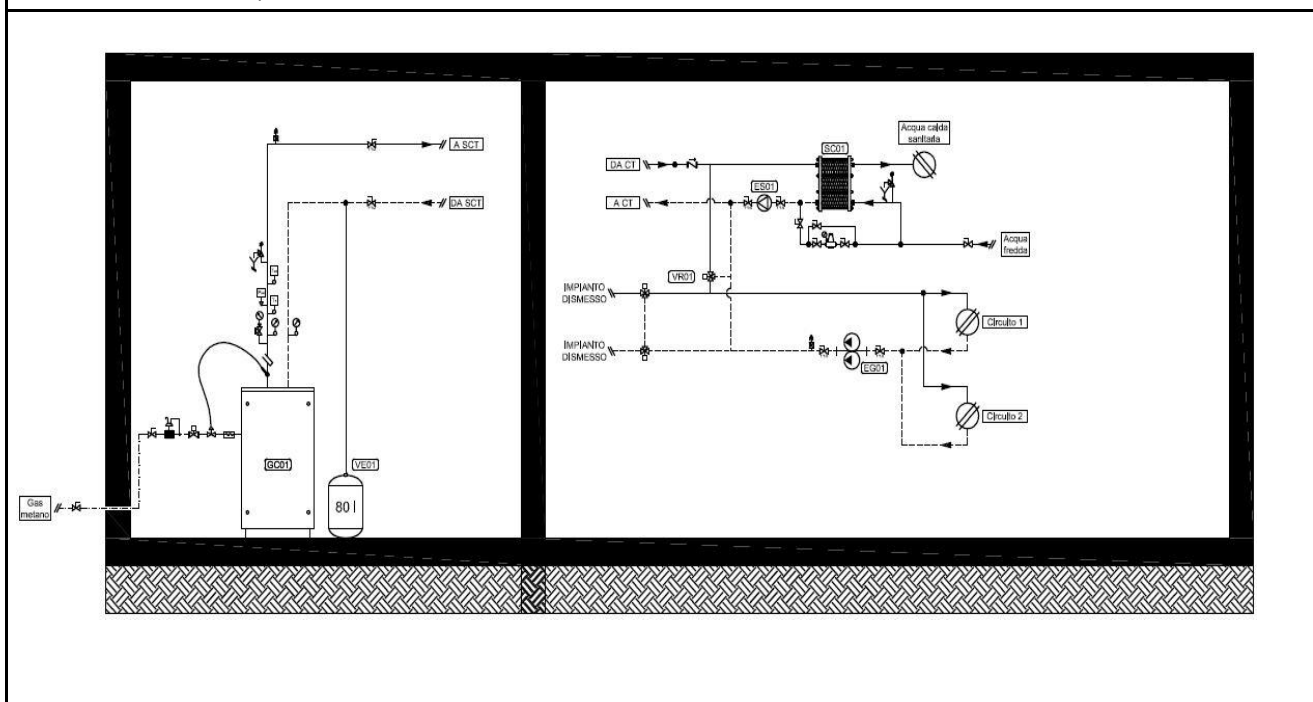 A SCT
DA SCT
GC01
VE01
80 l
Gas
metano
DA CT
A CT
ES01
SC01
Acqua calda
sanitaria
Acqua
fredda
VR01
IMPIANTO
DISMESSO
IMPIANTO
DISMESSO
EG01
Circuito 1
Circuito 2